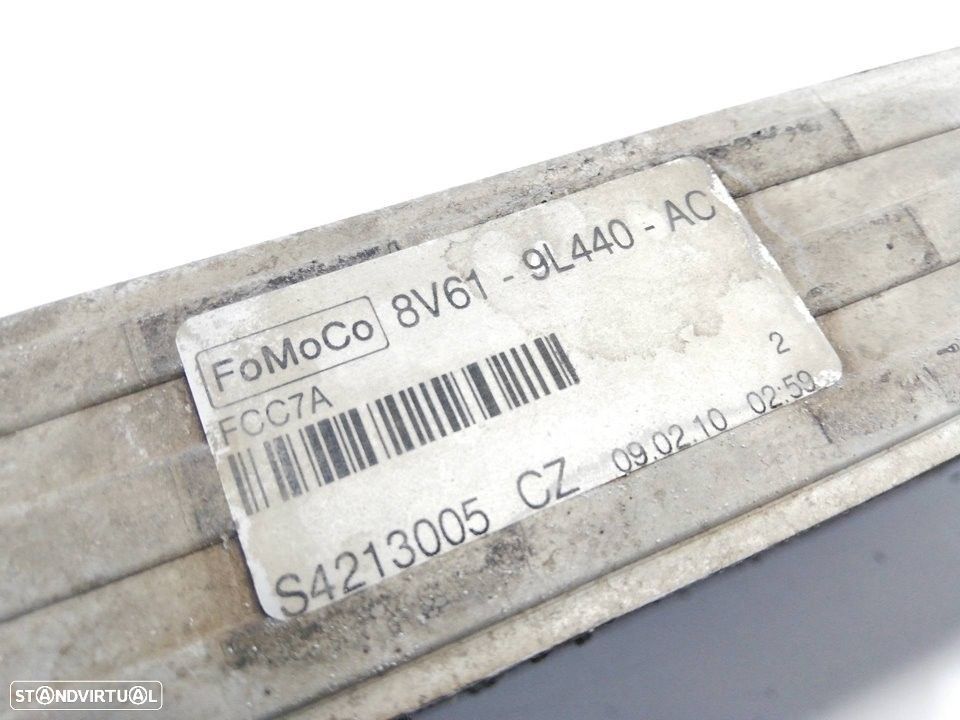 FoMoCo 8V61 - 9L440 - AC
FCC7A
2
S4213005 CZ 09.02.10 02:59
STANDVIRTUAL